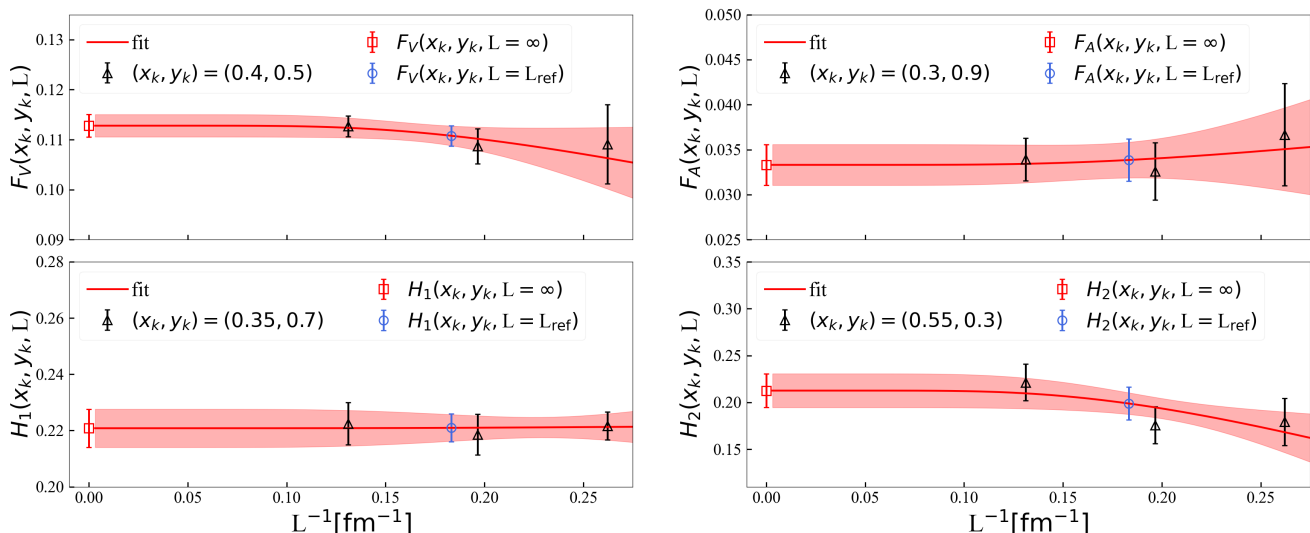 0.13
0.12
0.11
0.10
0.09
F_V(x_k, y_k, L)
fit
(x_k, y_k) = (0.4, 0.5)
F_V(x_k, y_k, L = ∞)
F_V(x_k, y_k, L = L_ref)
0.050
0.045
0.040
0.035
0.030
0.025
F_A(x_k, y_k, L)
fit
(x_k, y_k) = (0.3, 0.9)
F_A(x_k, y_k, L = ∞)
F_A(x_k, y_k, L = L_ref)
0.28
0.26
0.24
0.22
0.20
H_1(x_k, y_k, L)
fit
(x_k, y_k) = (0.35, 0.7)
H_1(x_k, y_k, L = ∞)
H_1(x_k, y_k, L = L_ref)
0.00 0.05 0.10 0.15 0.20 0.25
L^{-1}[fm^{-1}]
0.35
0.30
0.25
0.20
0.15
H_2(x_k, y_k, L)
fit
(x_k, y_k) = (0.55, 0.3)
H_2(x_k, y_k, L = ∞)
H_2(x_k, y_k, L = L_ref)
0.00 0.05 0.10 0.15 0.20 0.25
L^{-1}[fm^{-1}]